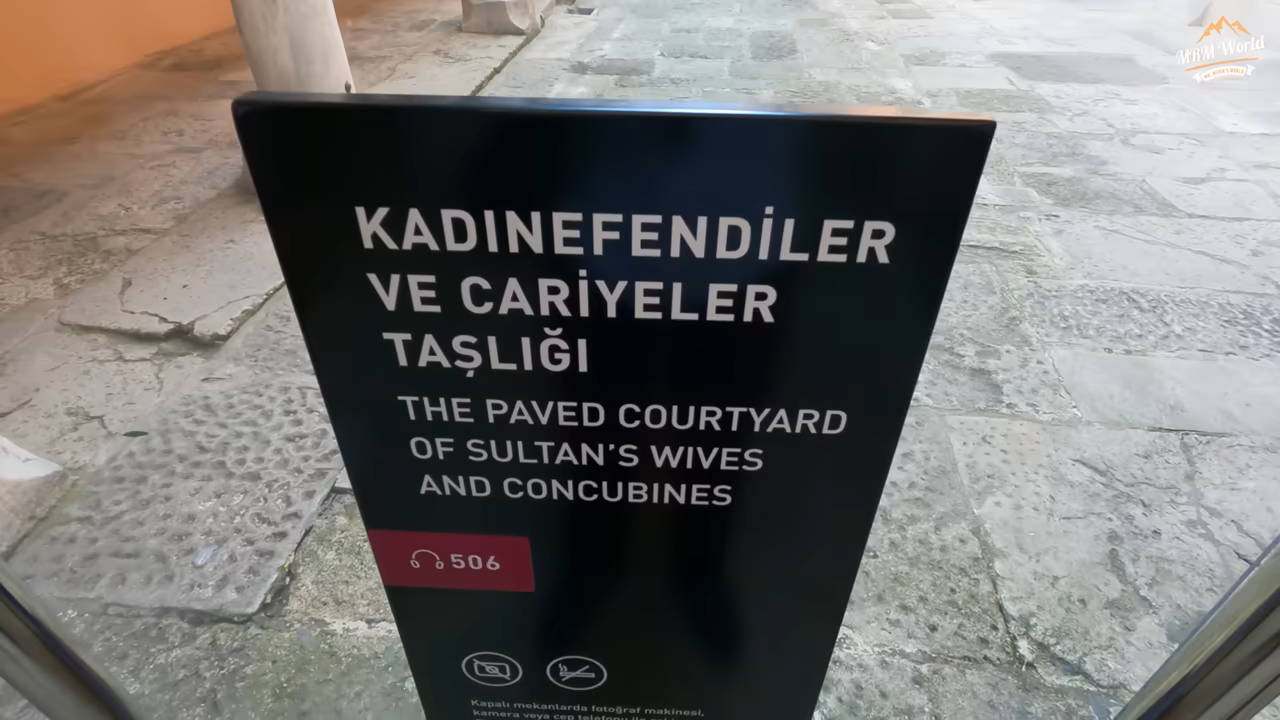 KADINEFENDİLER
VE CARİYELER
TAŞLIĞI
THE PAVED COURTYARD
OF SULTAN'S WIVES
AND CONCUBINES
506
Kapalı mekanlarda fotoğraf makinesi,
kamera veya cep telefonu ile
MRM World